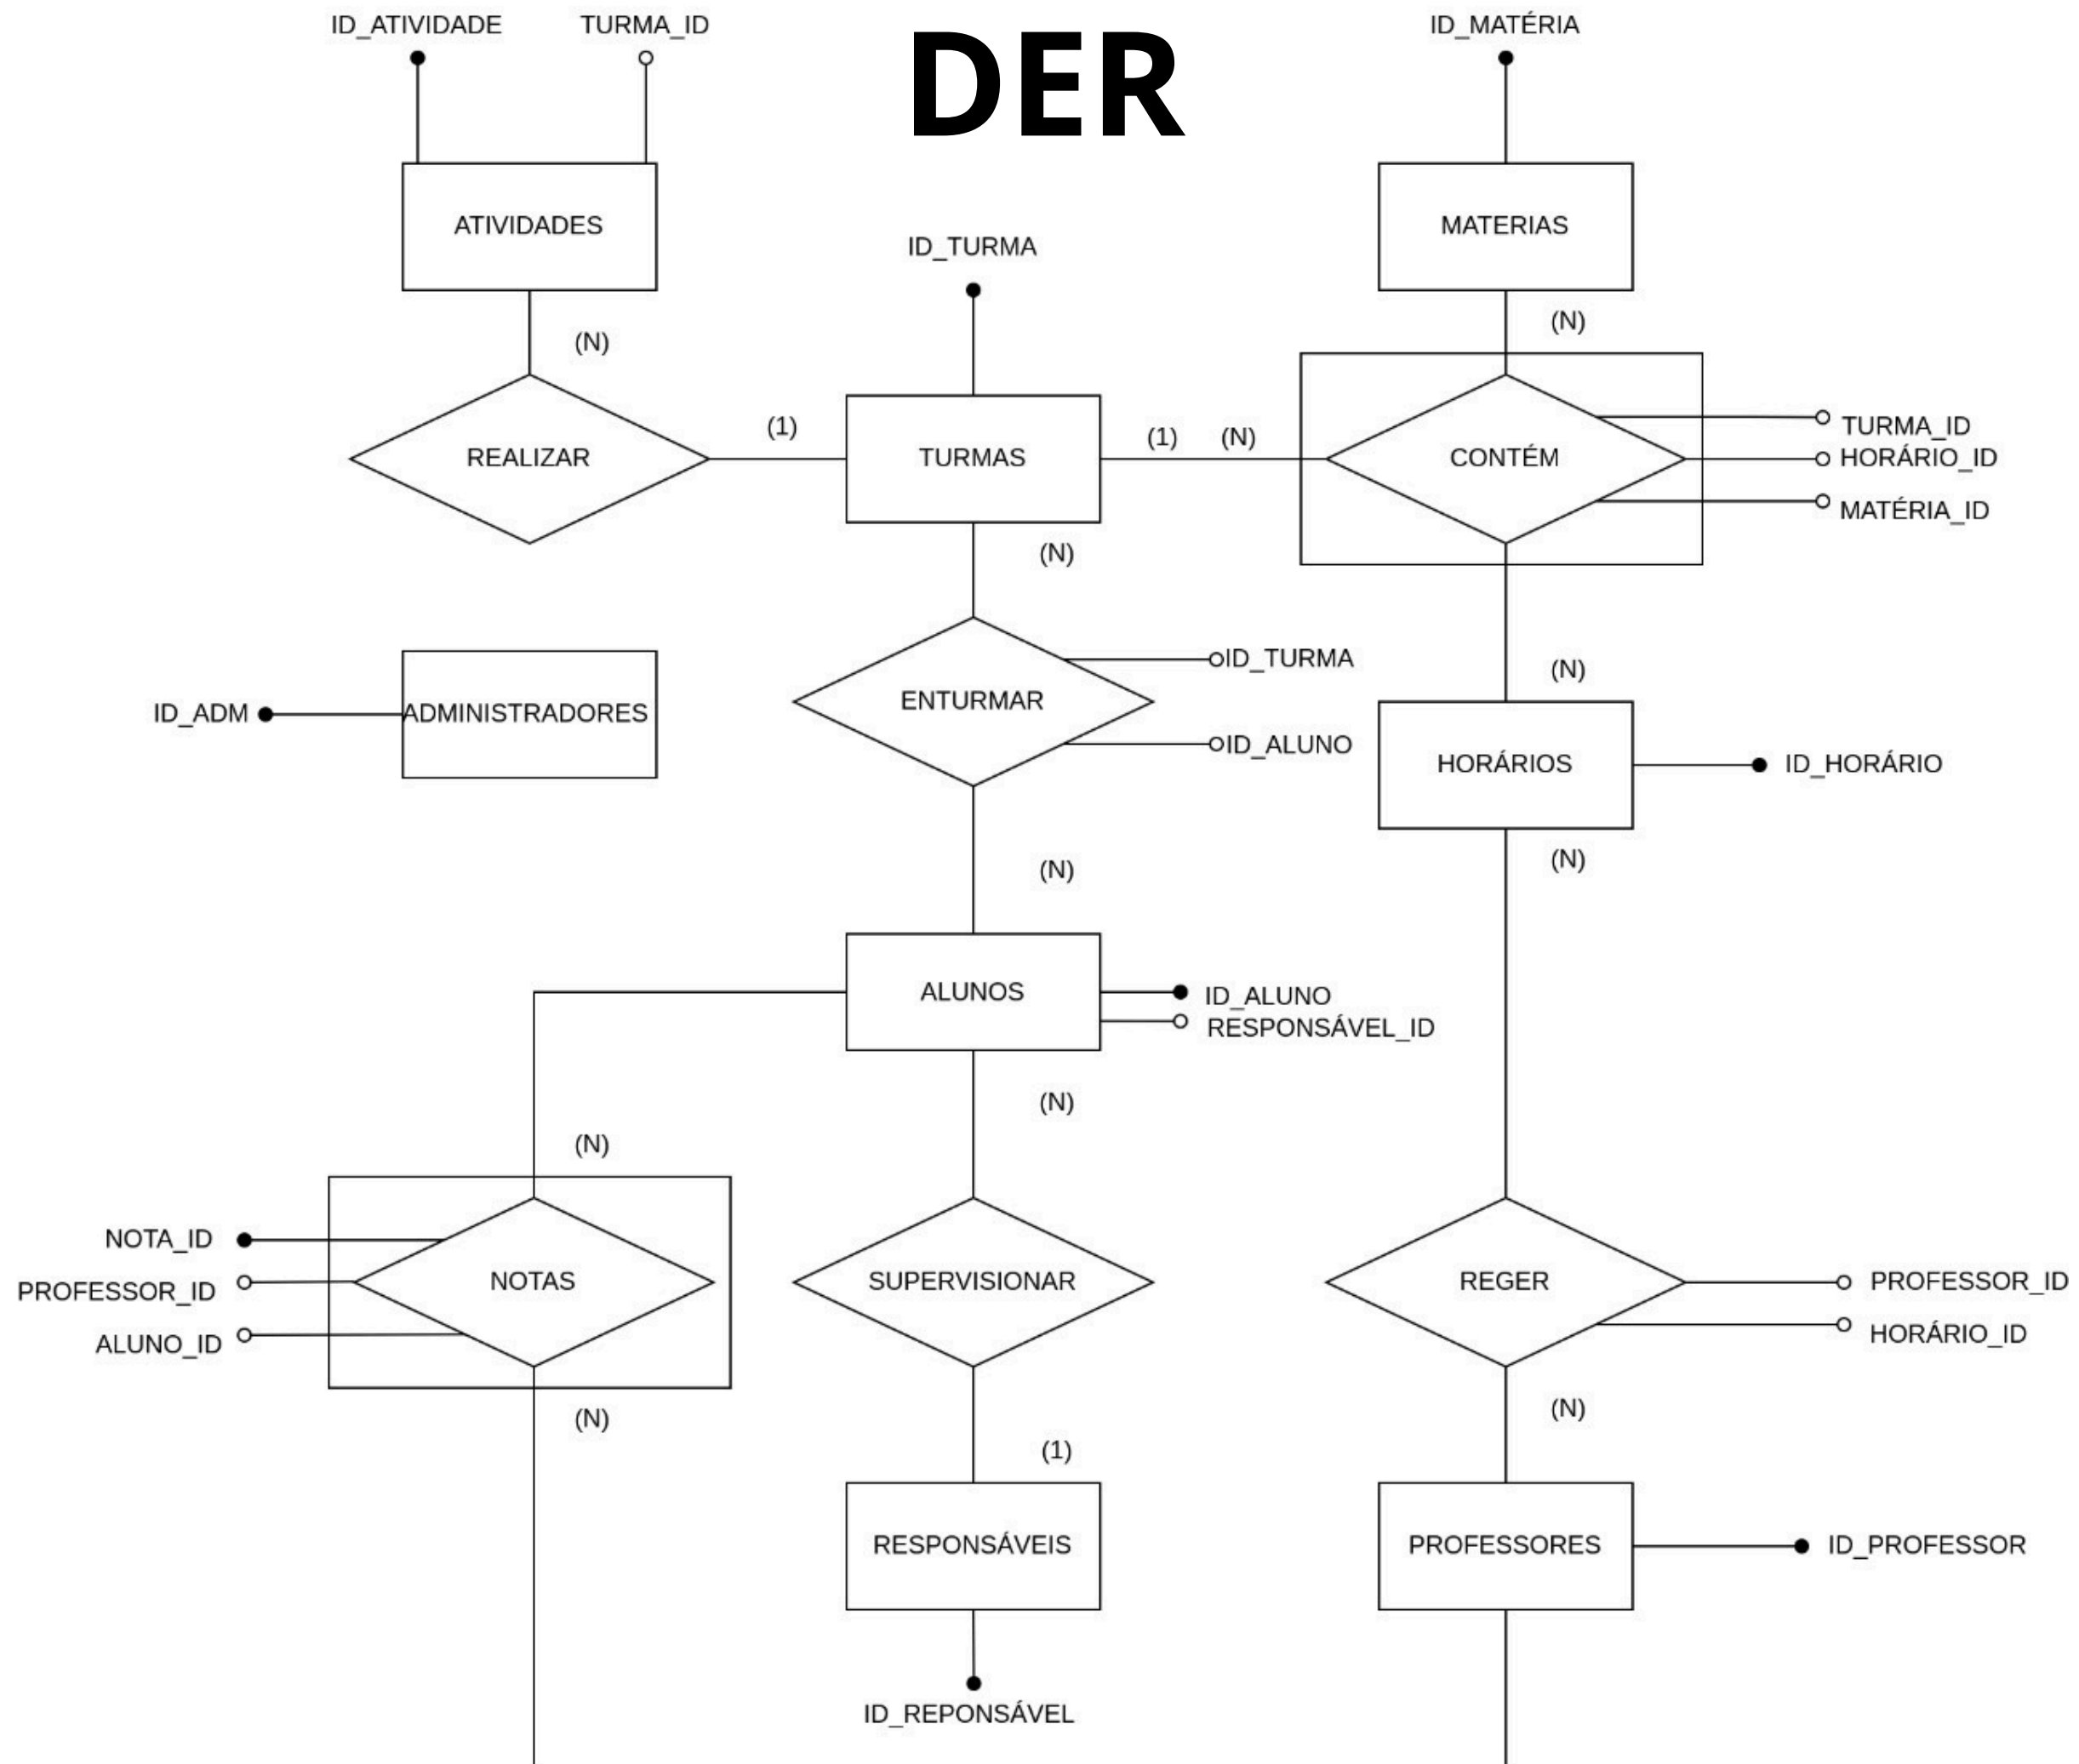 ID_ATIVIDADE
TURMA_ID
DER
ID_MATÉRIA
ATIVIDADES
MATERIAS
ID_TURMA
(N)
(N)
REALIZAR
(1)
TURMAS
(1)
(N)
CONTÉM
TURMA_ID
HORÁRIO_ID
MATÉRIA_ID
(N)
ID_ADM
ADMINISTRADORES
ENTURMAR
ID_TURMA
ID_ALUNO
(N)
HORÁRIOS
ID_HORÁRIO
(N)
(N)
ALUNOS
ID_ALUNO
RESPONSÁVEL_ID
(N)
(N)
NOTA_ID
PROFESSOR_ID
ALUNO_ID
NOTAS
SUPERVISIONAR
REGER
PROFESSOR_ID
HORÁRIO_ID
(N)
(1)
(N)
RESPONSÁVEIS
PROFESSORES
ID_PROFESSOR
ID_REPONSÁVEL